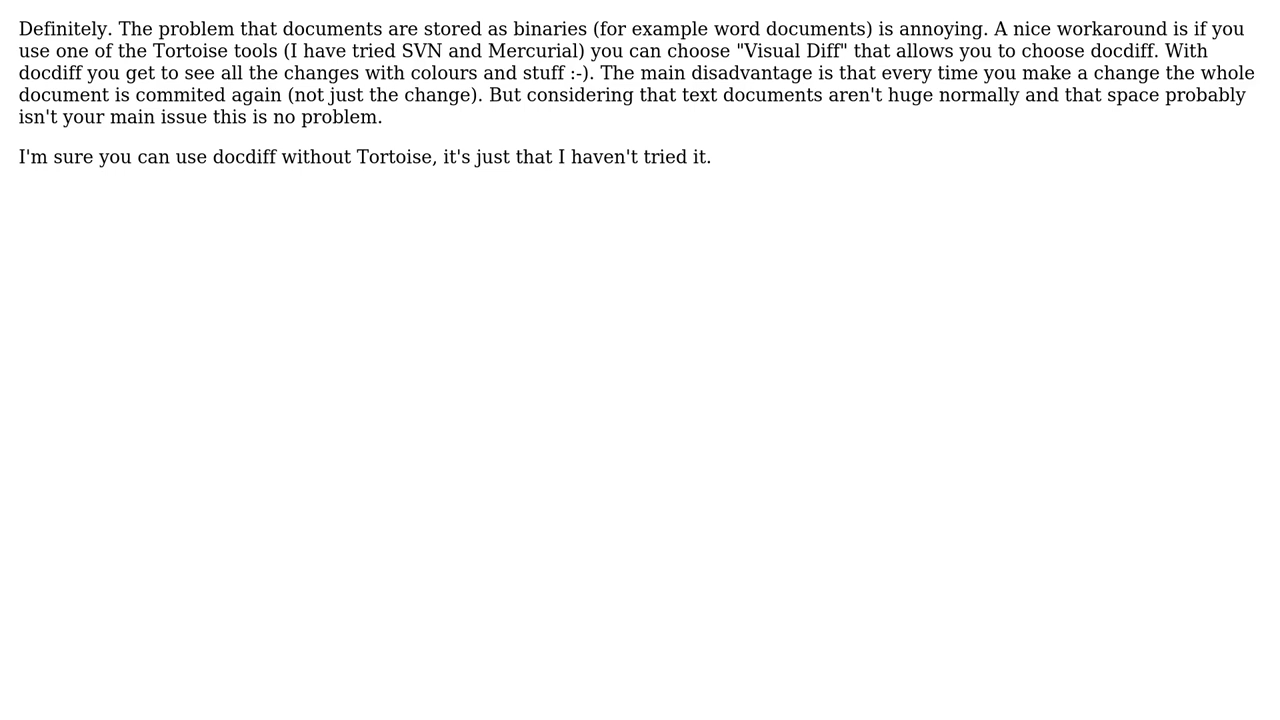 Definitely. The problem that documents are stored as binaries (for example word documents) is annoying. A nice workaround is if you
use one of the Tortoise tools (I have tried SVN and Mercurial) you can choose "Visual Diff" that allows you to choose docdiff. With
docdiff you get to see all the changes with colours and stuff :-). The main disadvantage is that every time you make a change the whole
document is commited again (not just the change). But considering that text documents aren't huge normally and that space probably
isn't your main issue this is no problem.
I'm sure you can use docdiff without Tortoise, it's just that I haven't tried it.